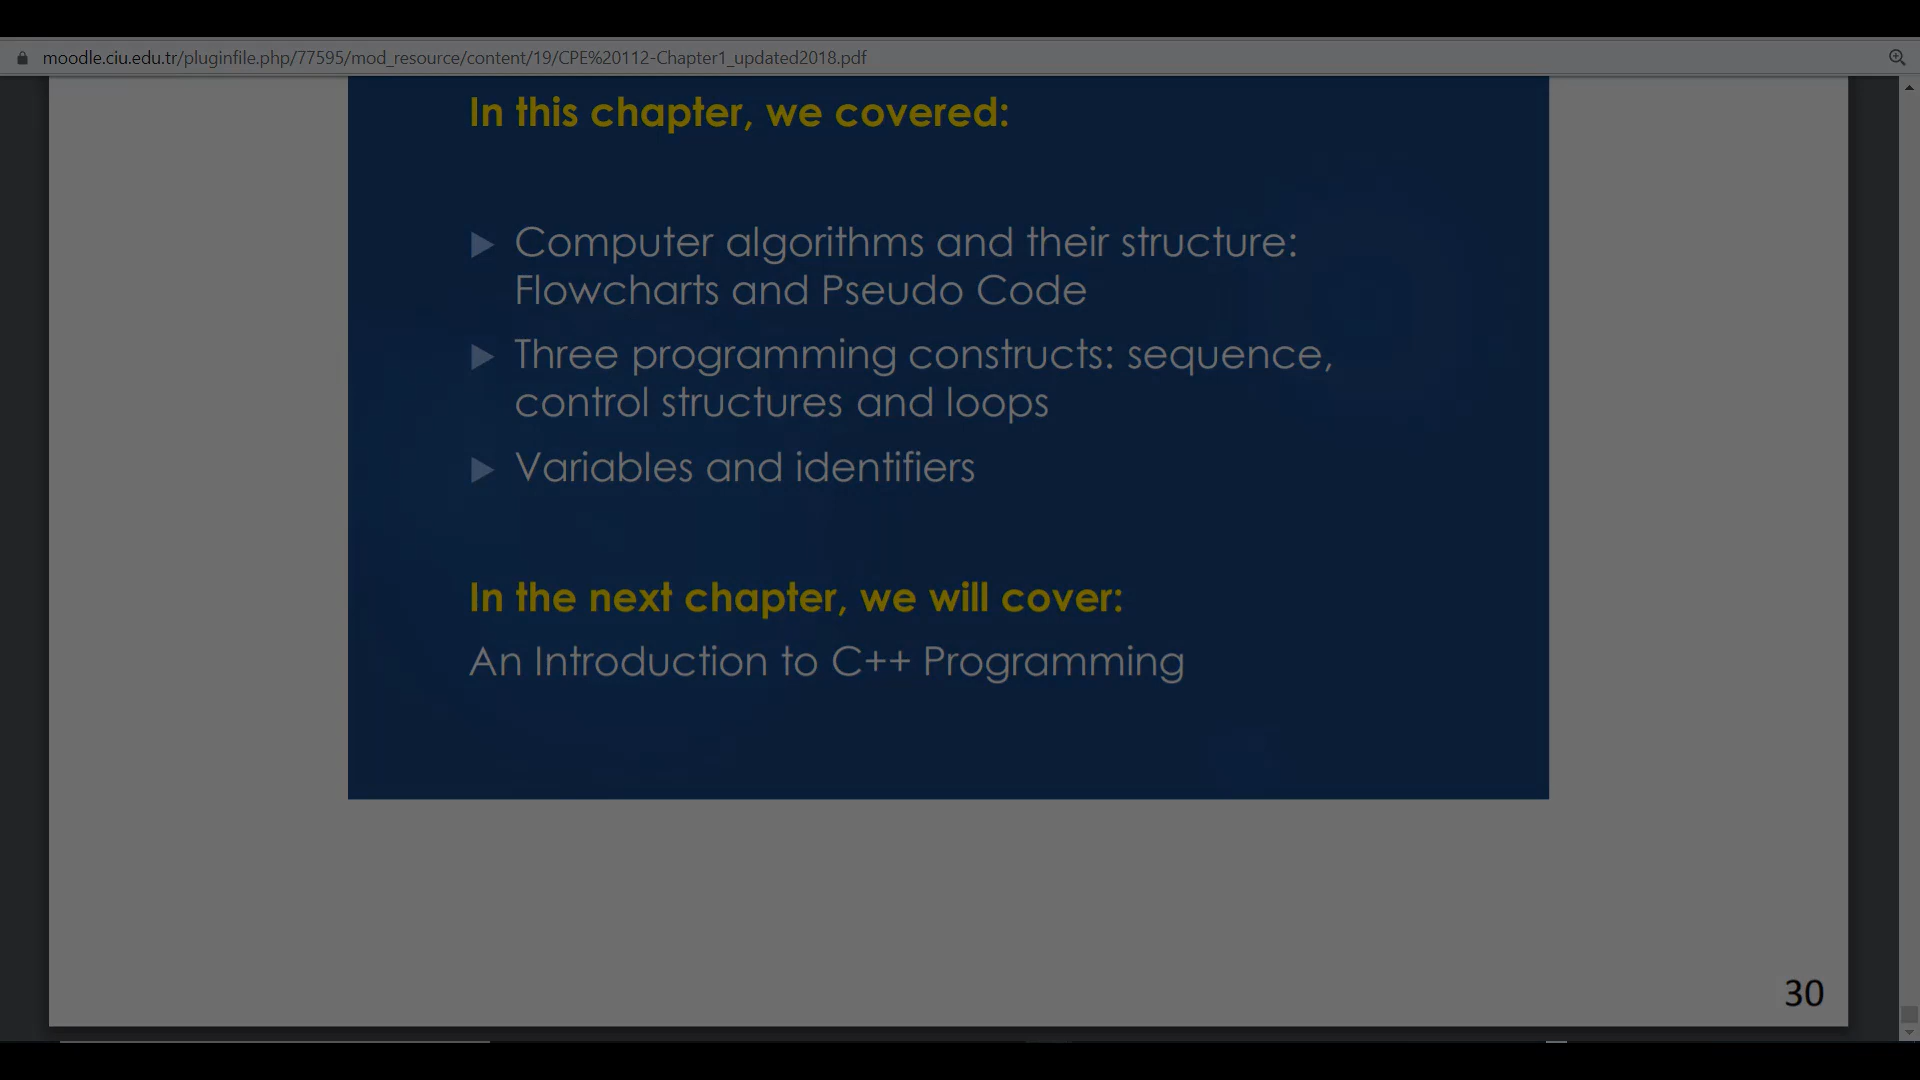 moodle.ciu.edu.tr/pluginfile.php/77595/mod_resource/content/19/CPE%20112-Chapter1_updated2018.pdf
In this chapter, we covered:
Computer algorithms and their structure:
Flowcharts and Pseudo Code
Three programming constructs: sequence,
control structures and loops
Variables and identifiers
In the next chapter, we will cover:
An Introduction to C++ Programming
30